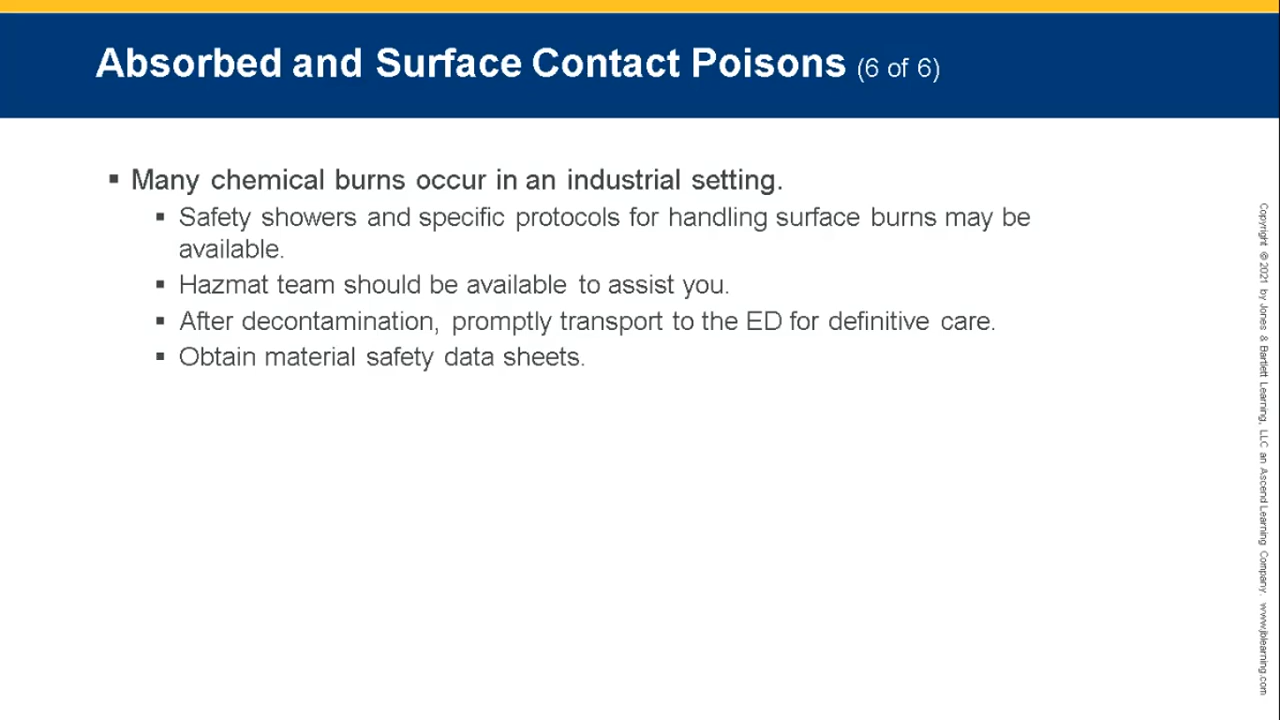 Absorbed and Surface Contact Poisons (6 of 6)
▪ Many chemical burns occur in an industrial setting.
▪ Safety showers and specific protocols for handling surface burns may be
available.
▪ Hazmat team should be available to assist you.
▪ After decontamination, promptly transport to the ED for definitive care.
▪ Obtain material safety data sheets.
Copyright © 2021 by Jones & Bartlett Learning, LLC an Ascend Learning Company. www.jblearning.com